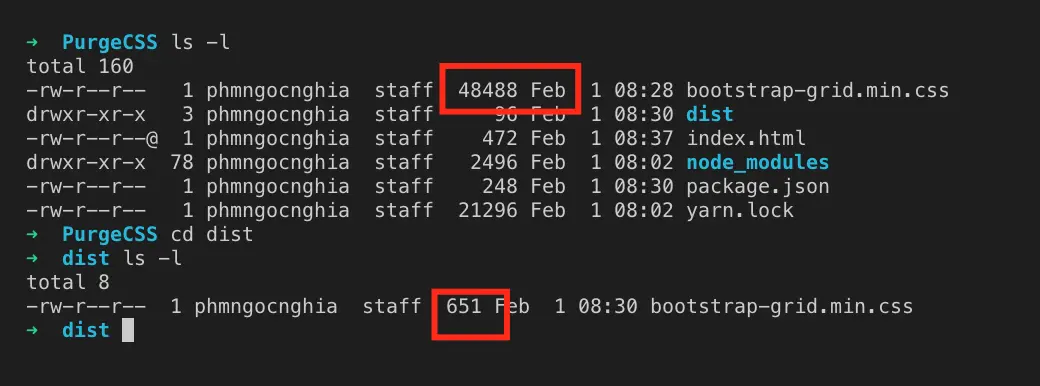 ➜  PurgeCSS ls -l
total 160
-rw-r--r--   1 phmngocnghia  staff  48488 Feb  1 08:28 bootstrap-grid.min.css
drwxr-xr-x   3 phmngocnghia  staff     96 Feb  1 08:30 dist
-rw-r--r--@  1 phmngocnghia  staff    472 Feb  1 08:37 index.html
drwxr-xr-x  78 phmngocnghia  staff   2496 Feb  1 08:02 node_modules
-rw-r--r--   1 phmngocnghia  staff    248 Feb  1 08:30 package.json
-rw-r--r--   1 phmngocnghia  staff  21296 Feb  1 08:02 yarn.lock
➜  PurgeCSS cd dist
➜  dist ls -l
total 8
-rw-r--r--  1 phmngocnghia  staff  651 Feb  1 08:30 bootstrap-grid.min.css
➜  dist